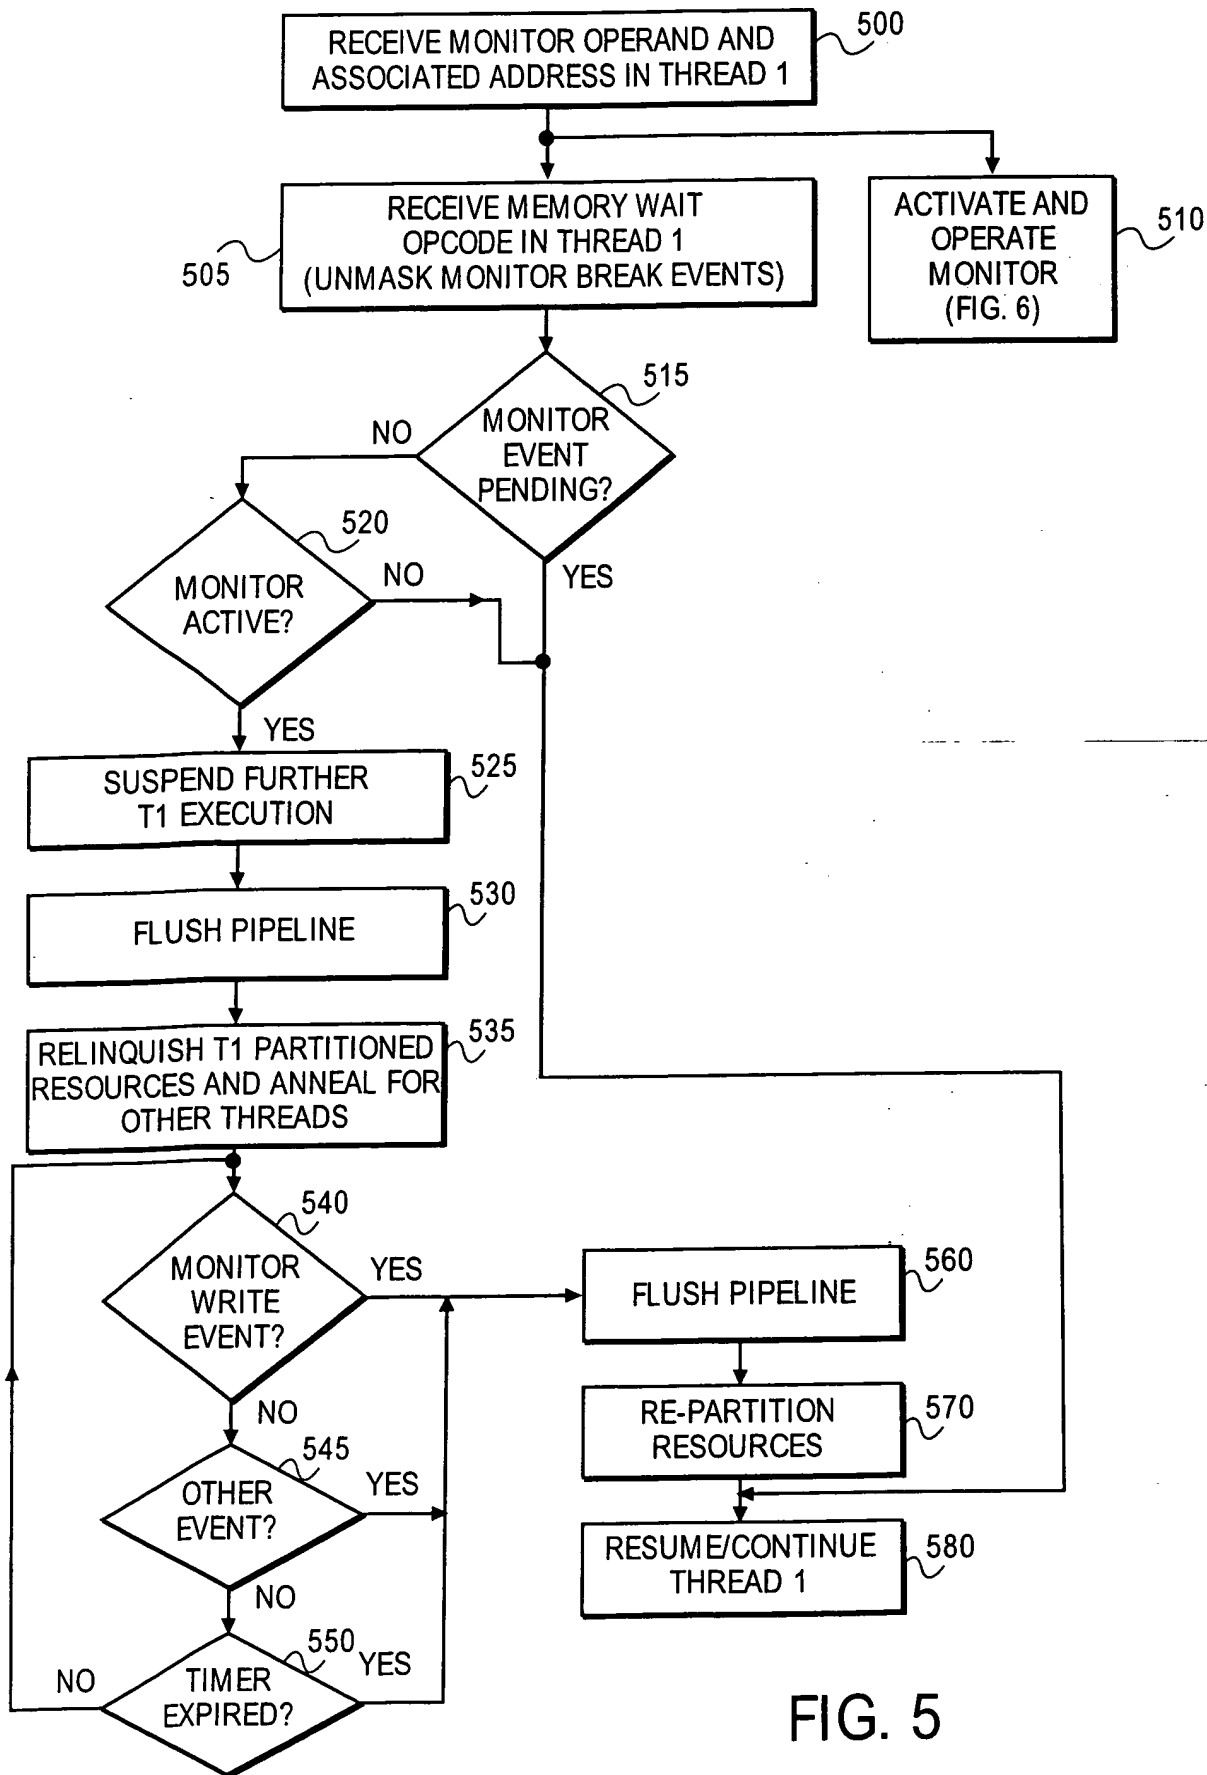 RECEIVE MONITOR OPERAND AND
ASSOCIATED ADDRESS IN THREAD 1
500
RECEIVE MEMORY WAIT
OPCODE IN THREAD 1
(UNMASK MONITOR BREAK EVENTS)
505
ACTIVATE AND
OPERATE
MONITOR
(FIG. 6)
510
515
MONITOR
EVENT
PENDING?
NO
YES
520
MONITOR
ACTIVE?
NO
YES
SUSPEND FURTHER
T1 EXECUTION
525
FLUSH PIPELINE
530
RELINQUISH T1 PARTITIONED
RESOURCES AND ANNEAL FOR
OTHER THREADS
535
540
MONITOR
WRITE
EVENT?
YES
NO
FLUSH PIPELINE
560
RE-PARTITION
RESOURCES
570
545
OTHER
EVENT?
YES
NO
RESUME/CONTINUE
THREAD 1
580
550
TIMER
EXPIRED?
YES
NO
FIG. 5